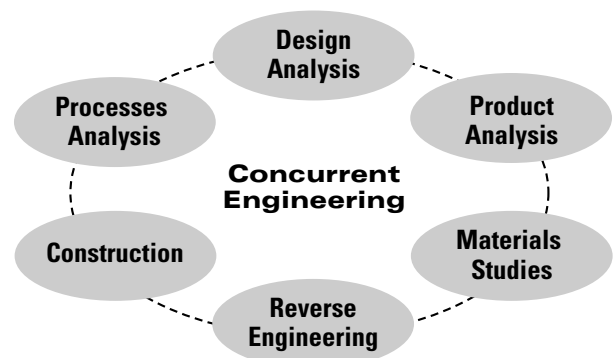 Design
Analysis
Processes
Analysis
Product
Analysis
Concurrent
Engineering
Construction
Materials
Studies
Reverse
Engineering